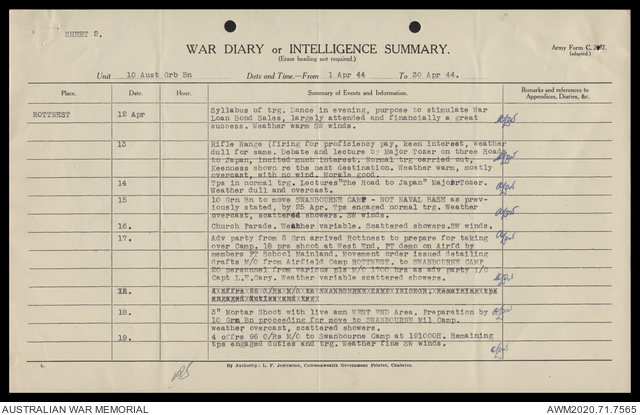 SHEET 2.
WAR DIARY or INTELLIGENCE SUMMARY.
(Erase heading not required.)
Army Form C.
(adapted.)
Unit 10 Aust Grb Bn Date and Time.—From 1 Apr 44 To 30 Apr 44.
Place. Date. Hour. Summary of Events and Information. Remarks and references to Appendices, Diaries, &c.
ROTTNEST 12 Apr Syllabus of trg. Dance in evening, purpose to stimulate War
Loan Bond Sales, largely attended and financially a great
success. Weather warm SW winds.
13 Rifle Range (firing for proficiency pay, keen interest, weather
dull for same. Debate and lecture by Major Tozer on three Roads
to Japan, incited much interest. Normal trg carried out,
Keenness shown re the next destination. Weather warm, mostly
overcast, with no wind. Morale good.
14 Tps in normal trg. Lectures "The Road to Japan" Major Tozer.
Weather dull and overcast.
15 10 Grn Bn to move SWANBOURNE CAMP - NOT NAVAL BASE as prev-
iously stated, by 25 Apr. Tps engaged normal trg. Weather
overcast, scattered showers. SW winds.
16. Church Parade. Weather variable. Scattered showers.SW winds.
17. Adv party from 5 Grn arrived Rottnest to prepare for taking
over Camp. 18 prs shoot at West End, PT demo on Airf'd by
members PT School Mainland. Movement order issued detailing
drafts M/O from Airfield Camp ROTTNEST. to SWANBOURNE CAMP
20 personnel from various pls M/O 1700 hrs as adv party I/C
Capt L.E.Cary. Weather overcast, scattered showers.
18.
18. 3" Mortar Shoot with live amn WEST END Area, Preparation by
10 Grn Bn proceeding for move to SWANBOURNE Mil Camp.
weather overcast, scattered showers.
19. 4 offrs 96 O/Rs M/O to Swanbourne Camp at 191000H. Remaining
tps engaged duties and trg. Weather fine SW winds.
1. By Authority: L. F. Johnston, Commonwealth Government Printer, Canberra.
AUSTRALIAN WAR MEMORIAL AWM2020.71.7565